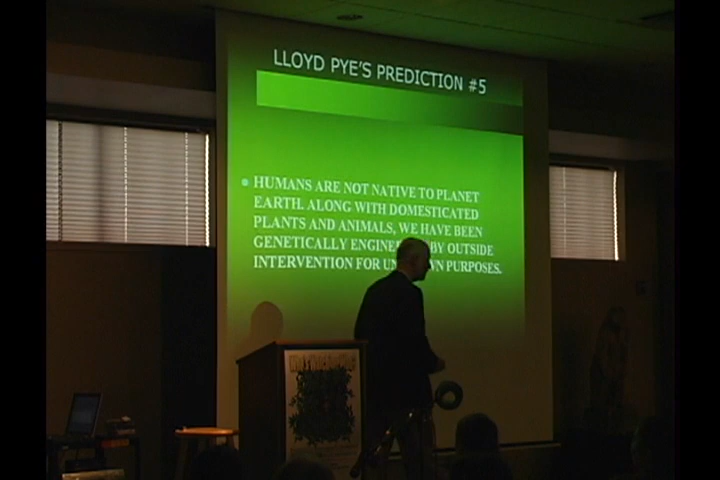 LLOYD PYE'S PREDICTION #5
HUMANS ARE NOT NATIVE TO PLANET
EARTH. ALONG WITH DOMESTICATED
PLANTS AND ANIMALS, WE HAVE BEEN
GENETICALLY BY OUTSIDE
INTERVENTION FOR PURPOSES.